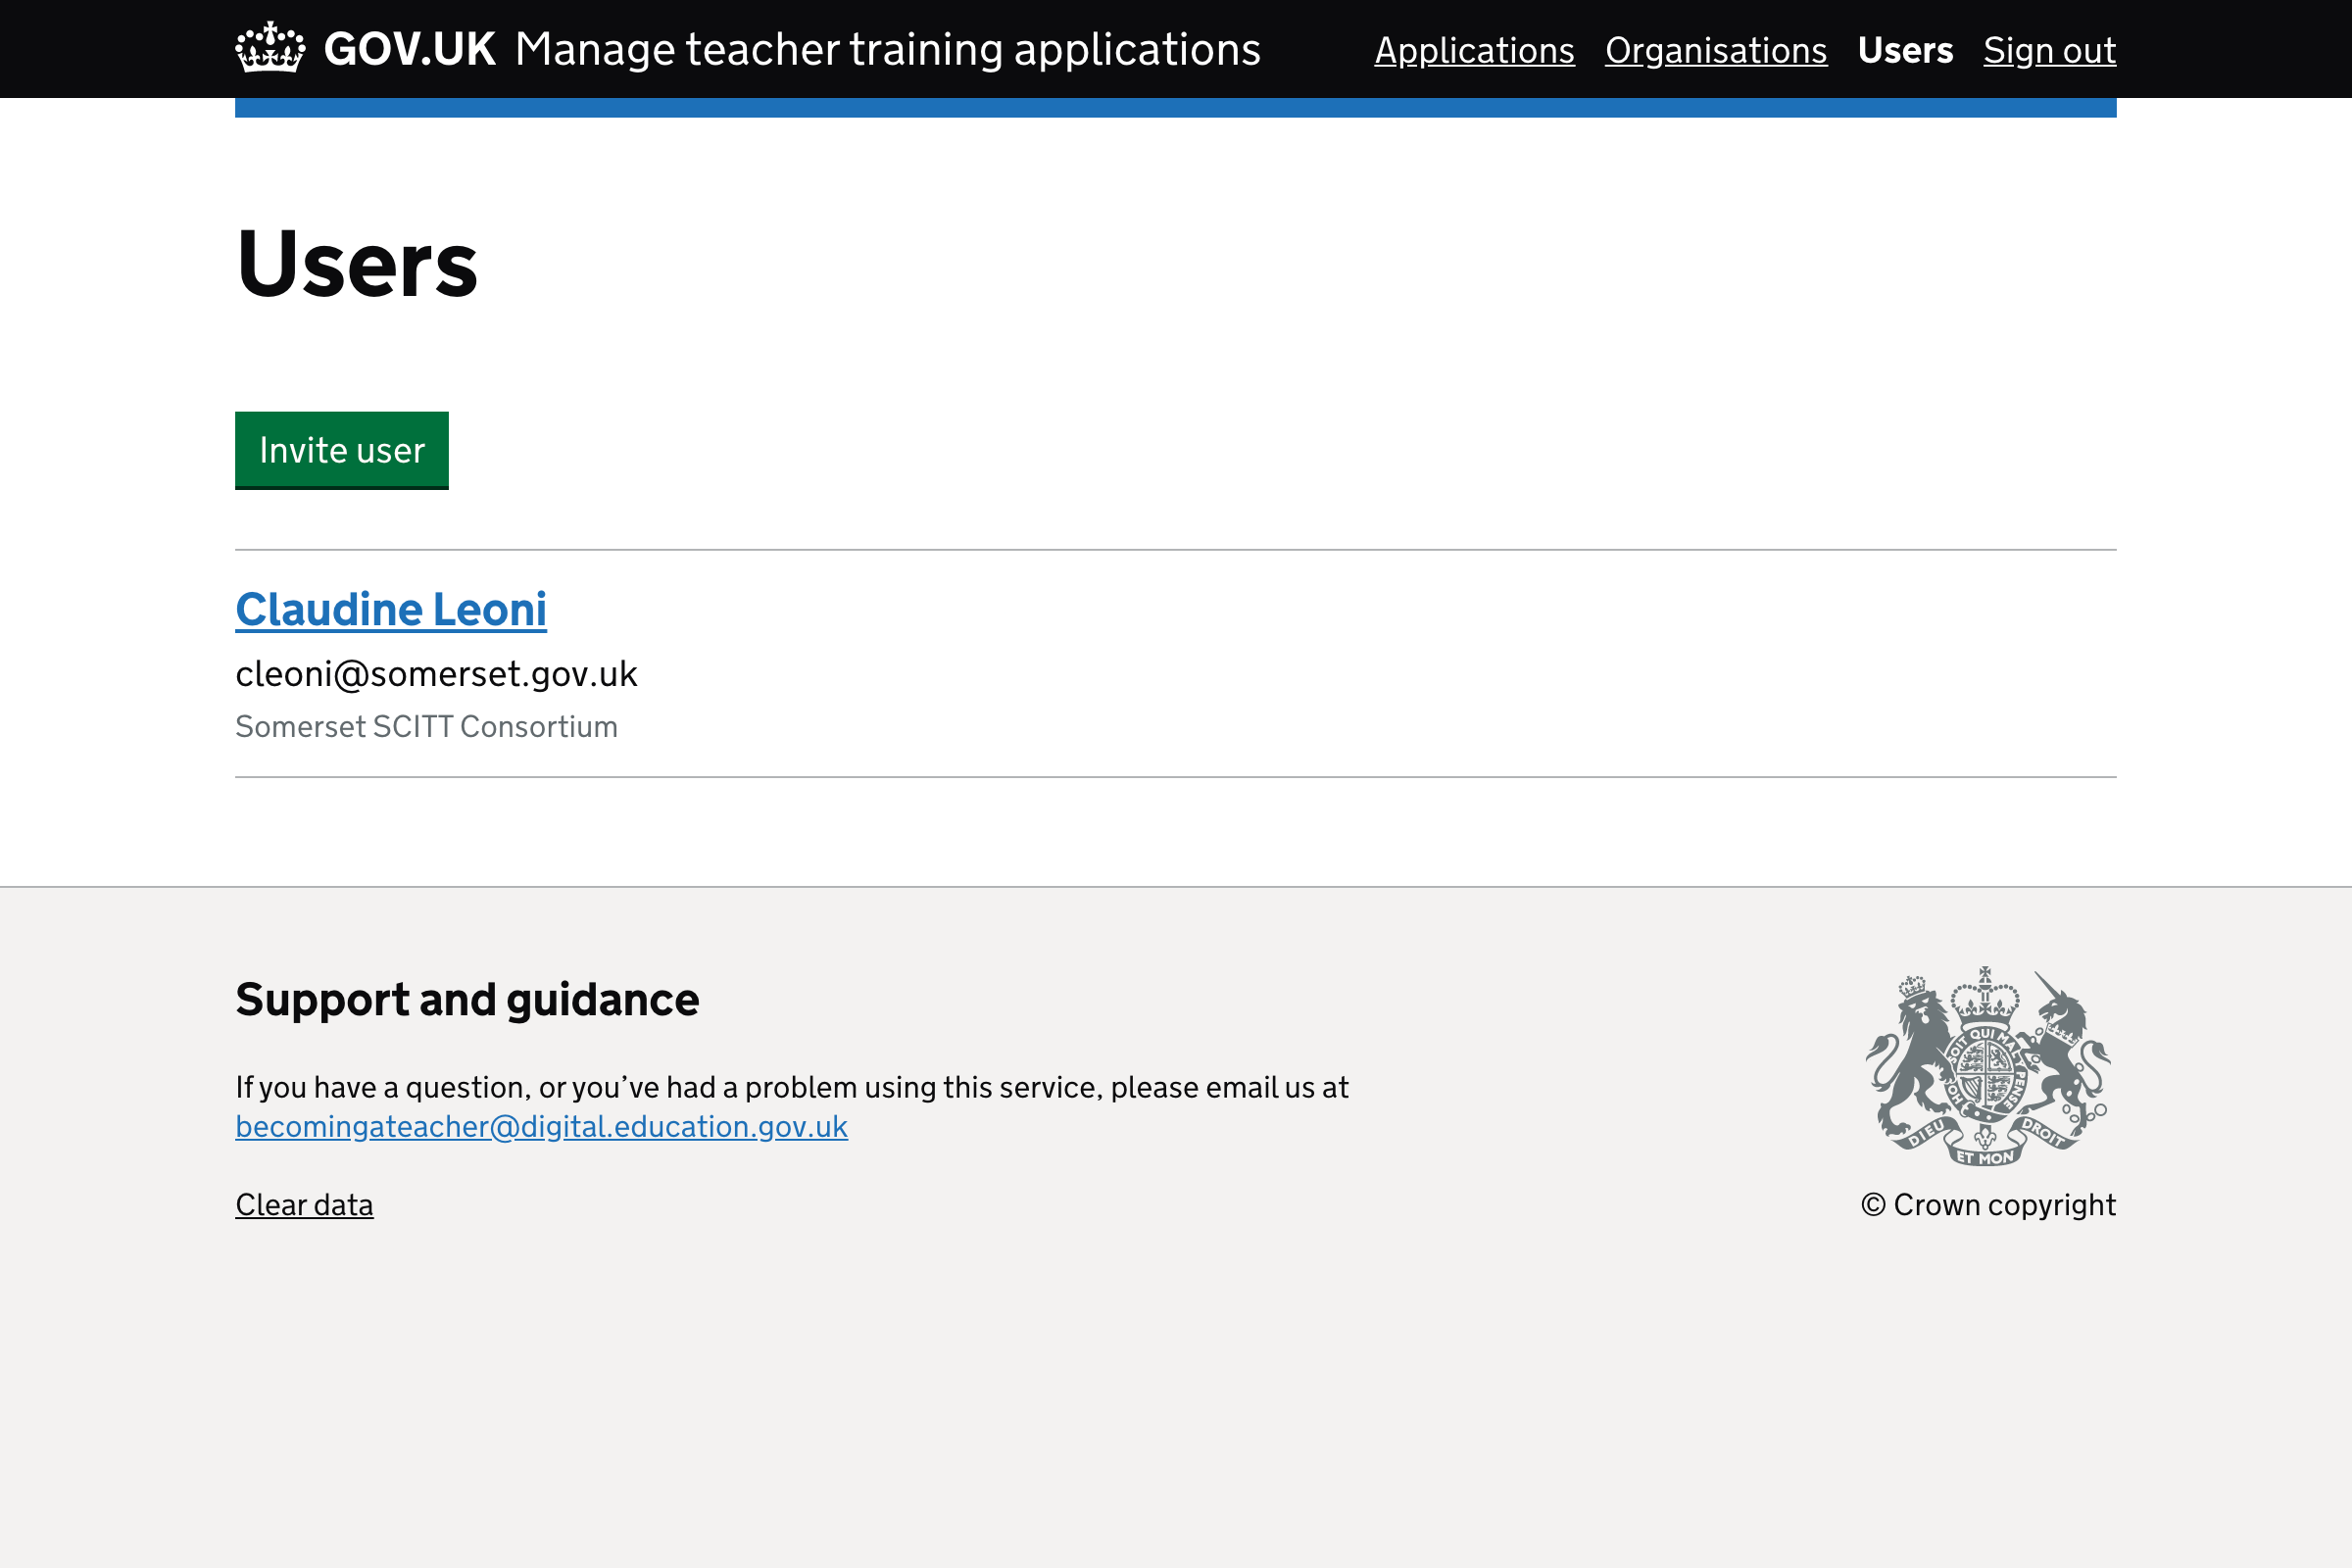 GOV.UK Manage teacher training applications Applications Organisations Users Sign out
Users
Invite user
Claudine Leoni
cleoni@somerset.gov.uk
Somerset SCITT Consortium
Support and guidance
If you have a question, or you’ve had a problem using this service, please email us at
becomingateacher@digital.education.gov.uk
Clear data
HONI SOIT QUI MAL Y PENSE
DIEU ET MON DROIT
© Crown copyright